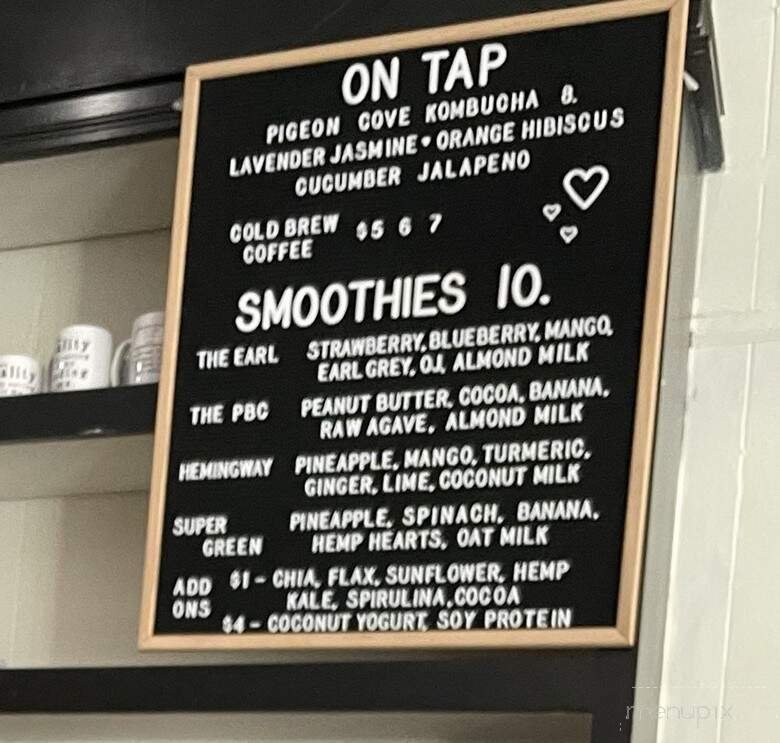 ON TAP
PIGEON COVE KOMBUCHA 8.
LAVENDER JASMINE • ORANGE HIBISCUS
CUCUMBER JALAPENO
COLD BREW $5 6 7
COFFEE
SMOOTHIES 10.
THE EARL STRAWBERRY, BLUEBERRY, MANGO,
EARL GREY, OJ, ALMOND MILK
THE PBC PEANUT BUTTER, COCOA, BANANA,
RAW AGAVE, ALMOND MILK
HEMINGWAY PINEAPPLE, MANGO, TURMERIC,
GINGER, LIME, COCONUT MILK
SUPER PINEAPPLE, SPINACH, BANANA,
GREEN HEMP HEARTS, OAT MILK
ADD $1 - CHIA, FLAX, SUNFLOWER, HEMP
ONS KALE, SPIRULINA, COCOA
$4 - COCONUT YOGURT, SOY PROTEIN
menupix